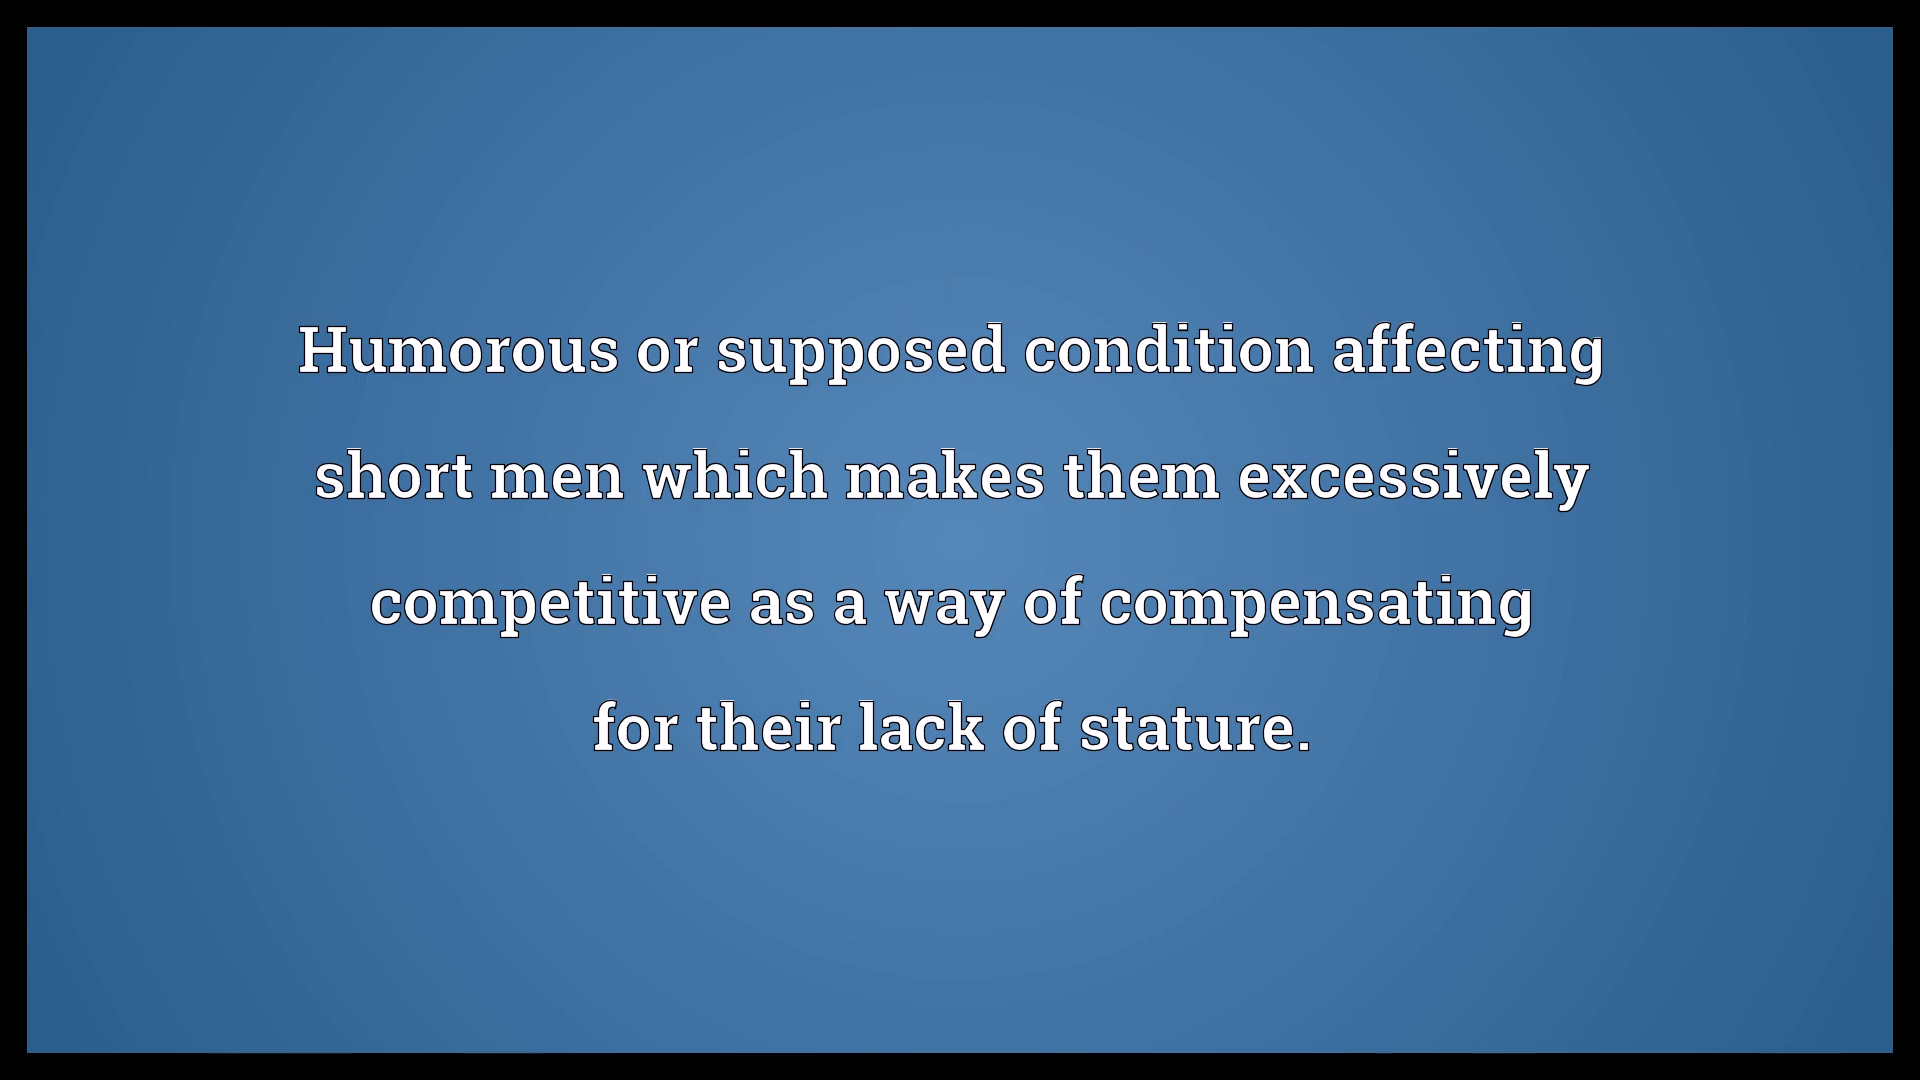 Humorous or supposed condition affecting
short men which makes them excessively
competitive as a way of compensating
for their lack of stature.